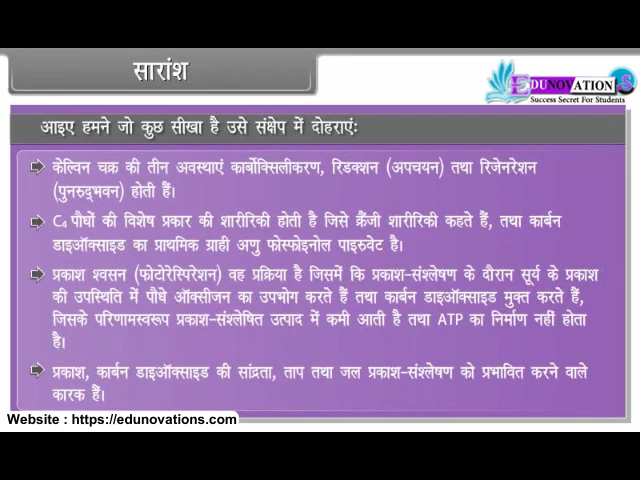 सारांश
EDUNOVATIONS
Success Secret For Students
आइए हमने जो कुछ सीखा है उसे संक्षेप में दोहराएंः
केल्विन चक्र की तीन अवस्थाएं कार्बोक्सिलीकरण, रिडक्शन (अपचयन) तथा रिजेनरेशन
(पुनरुद्भवन) होती हैं।
C₄ पौधों की विशेष प्रकार की शारीरिकी होती है जिसे क्रैंजी शारीरिकी कहते हैं, तथा कार्बन
डाइऑक्साइड का प्राथमिक ग्राही अणु फोस्फोइनोल पाइरुवेट है।
प्रकाश श्वसन (फोटोरेस्पिरेशन) वह प्रक्रिया है जिसमें कि प्रकाश-संश्लेषण के दौरान सूर्य के प्रकाश
की उपस्थिति में पौधे ऑक्सीजन का उपभोग करते हैं तथा कार्बन डाइऑक्साइड मुक्त करते हैं,
जिसके परिणामस्वरूप प्रकाश-संश्लेषित उत्पाद में कमी आती है तथा ATP का निर्माण नहीं होता
है।
प्रकाश, कार्बन डाइऑक्साइड की सांद्रता, ताप तथा जल प्रकाश-संश्लेषण को प्रभावित करने वाले
कारक हैं।
Website : https://edunovations.com